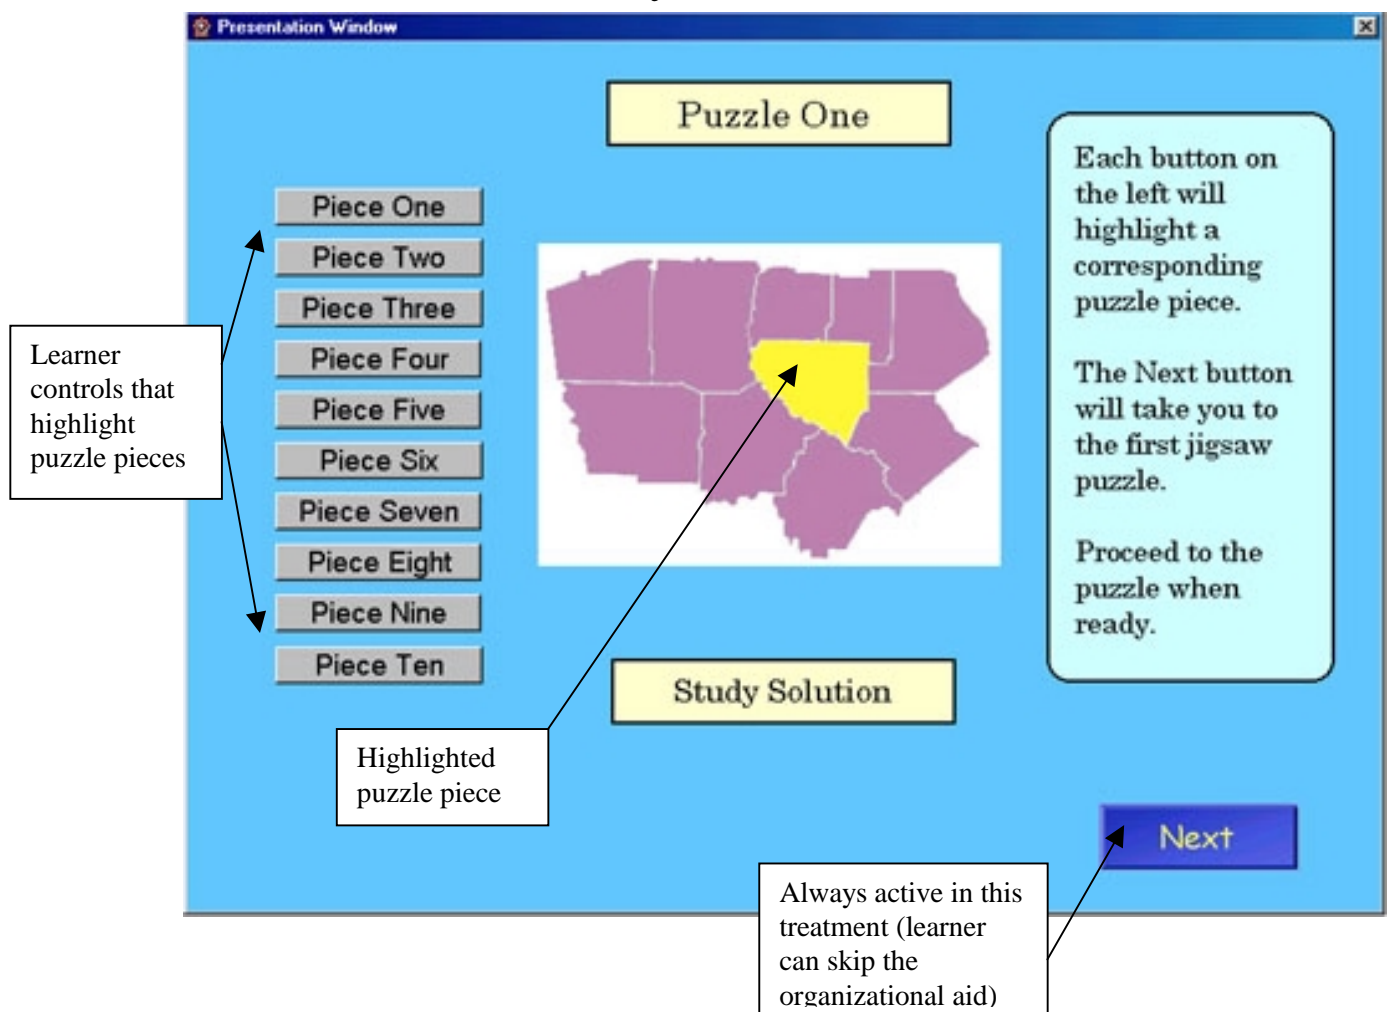 Presentation Window
Puzzle One
Piece One
Piece Two
Piece Three
Piece Four
Piece Five
Piece Six
Piece Seven
Piece Eight
Piece Nine
Piece Ten
Each button on
the left will
highlight a
corresponding
puzzle piece.
The Next button
will take you to
the first jigsaw
puzzle.
Proceed to the
puzzle when
ready.
Learner
controls that
highlight
puzzle pieces
Study Solution
Highlighted
puzzle piece
Next
Always active in this
treatment (learner
can skip the
organizational aid)